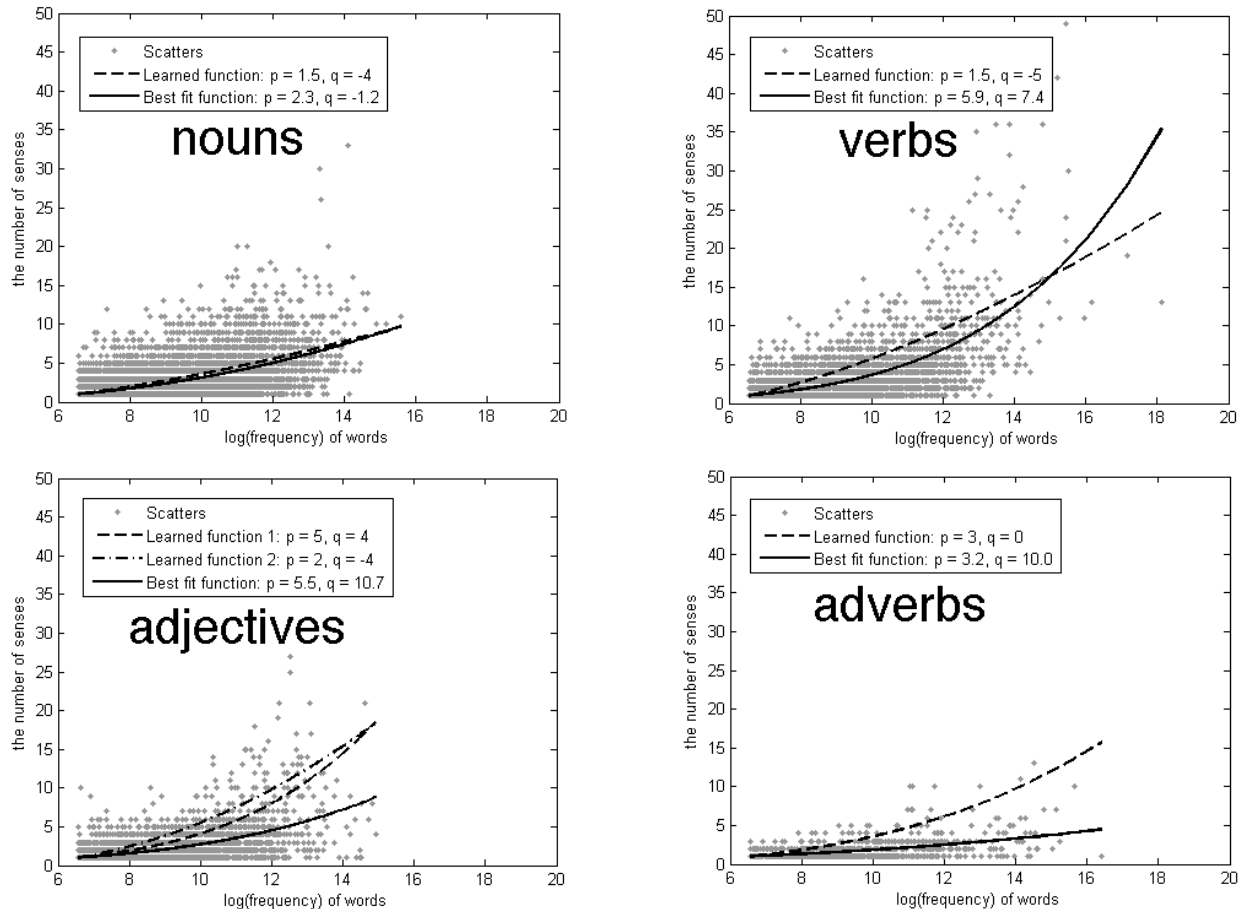 50
45
40
35
30
25
20
15
10
5
0
the number of senses
Scatters
Learned function: p = 1.5, q = -4
Best fit function: p = 2.3, q = -1.2
nouns
6 8 10 12 14 16 18 20
log(frequency) of words
50
45
40
35
30
25
20
15
10
5
0
the number of senses
Scatters
Learned function: p = 1.5, q = -5
Best fit function: p = 5.9, q = 7.4
verbs
6 8 10 12 14 16 18 20
log(frequency) of words
50
45
40
35
30
25
20
15
10
5
0
the number of senses
Scatters
Learned function 1: p = 5, q = 4
Learned function 2: p = 2, q = -4
Best fit function: p = 5.5, q = 10.7
adjectives
6 8 10 12 14 16 18 20
log(frequency) of words
50
45
40
35
30
25
20
15
10
5
0
the number of senses
Scatters
Learned function: p = 3, q = 0
Best fit function: p = 3.2, q = 10.0
adverbs
6 8 10 12 14 16 18 20
log(frequency) of words